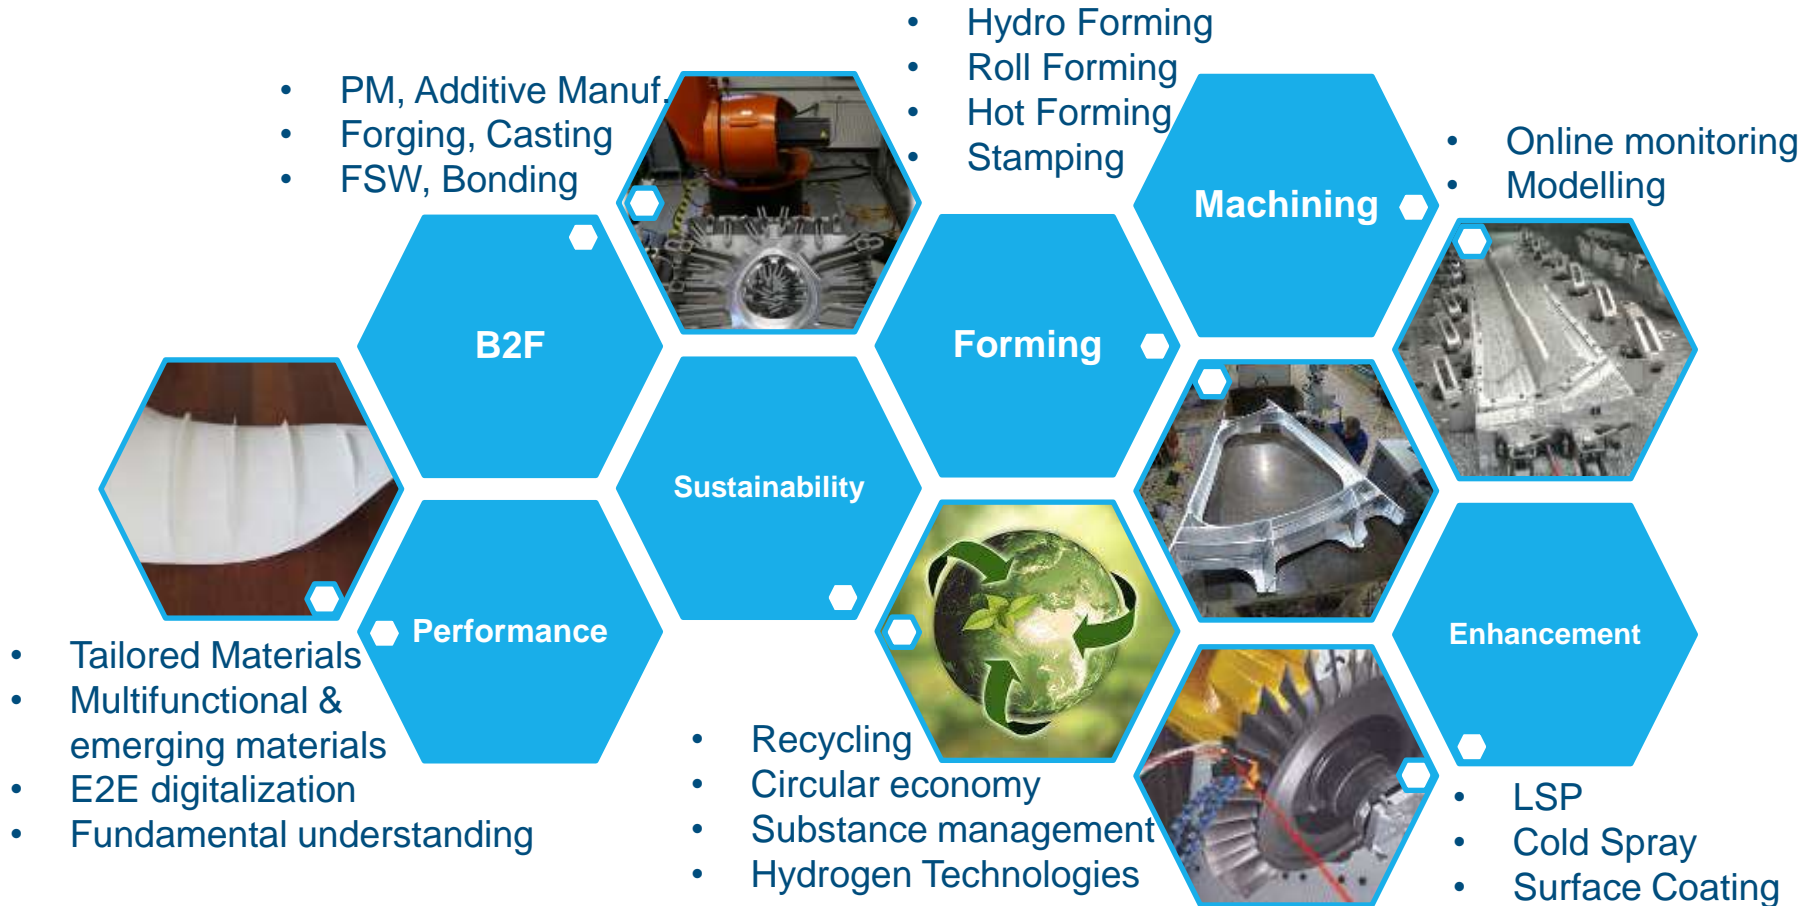 • Hydro Forming
• Roll Forming
• Hot Forming
• Stamping
• PM, Additive Manuf.
• Forging, Casting
• FSW, Bonding
• Online monitoring
• Modelling
Machining
B2F
Forming
Sustainability
Performance
Enhancement
• Tailored Materials
• Multifunctional &
emerging materials
• E2E digitalization
• Fundamental understanding
• Recycling
• Circular economy
• Substance management
• Hydrogen Technologies
• LSP
• Cold Spray
• Surface Coating